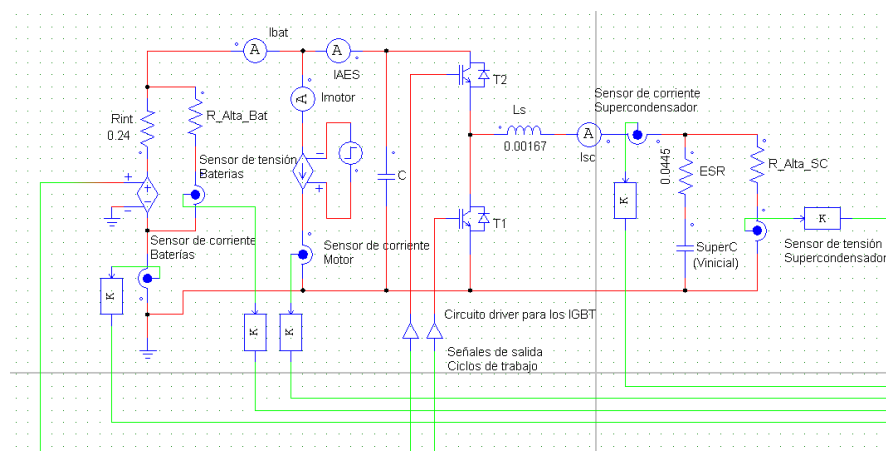 Ibat
A
A
IAES
T2
Sensor de corriente
Supercondensador
A
Imotor
Rint
0.24
R_Alta_Bat
Ls
0.00167
A
Isc
0.0445
ESR
R_Alta_SC
Sensor de tensión
Baterías
C
K
K
T1
Sensor de corriente
Baterías
Sensor de corriente
Motor
SuperC
(Vinicial)
Sensor de tensión
Supercondensador
K
K
K
Circuito driver para los IGBT
Señales de salida
Ciclos de trabajo